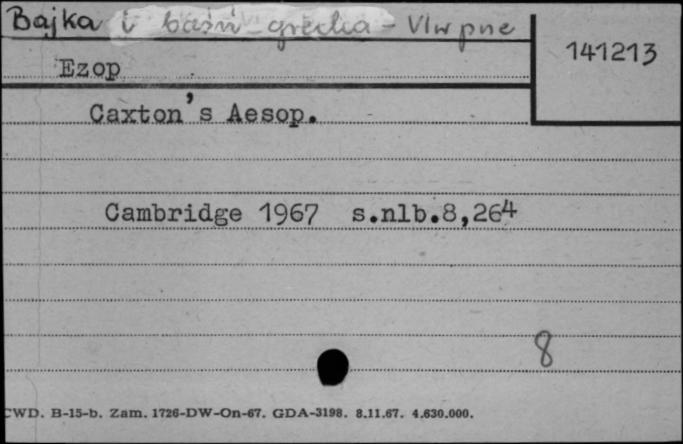 Bajka i baśń grecka - VI w pne
141213
Ezop
Caxton's Aesop.
Cambridge 1967 s.nlb.8,264
8
CWD. B-15-b. Zam. 1726-DW-On-67. GDA-3198. 8.11.67. 4.630.000.